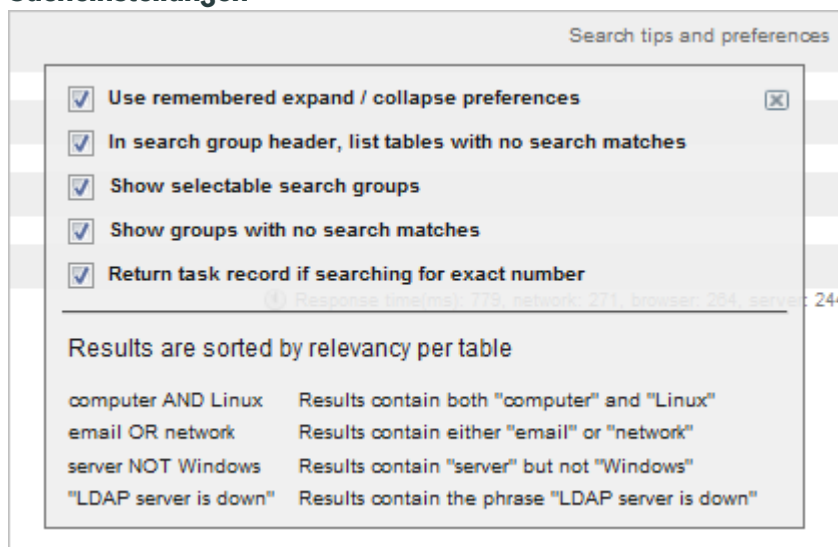 Sucheinstellungen
Search tips and preferences
Use remembered expand / collapse preferences
In search group header, list tables with no search matches
Show selectable search groups
Show groups with no search matches
Return task record if searching for exact number
Response time(ms): 779, network: 271, browser: 264, server: 244
Results are sorted by relevancy per table
computer AND Linux Results contain both "computer" and "Linux"
email OR network Results contain either "email" or "network"
server NOT Windows Results contain "server" but not "Windows"
"LDAP server is down" Results contain the phrase "LDAP server is down"